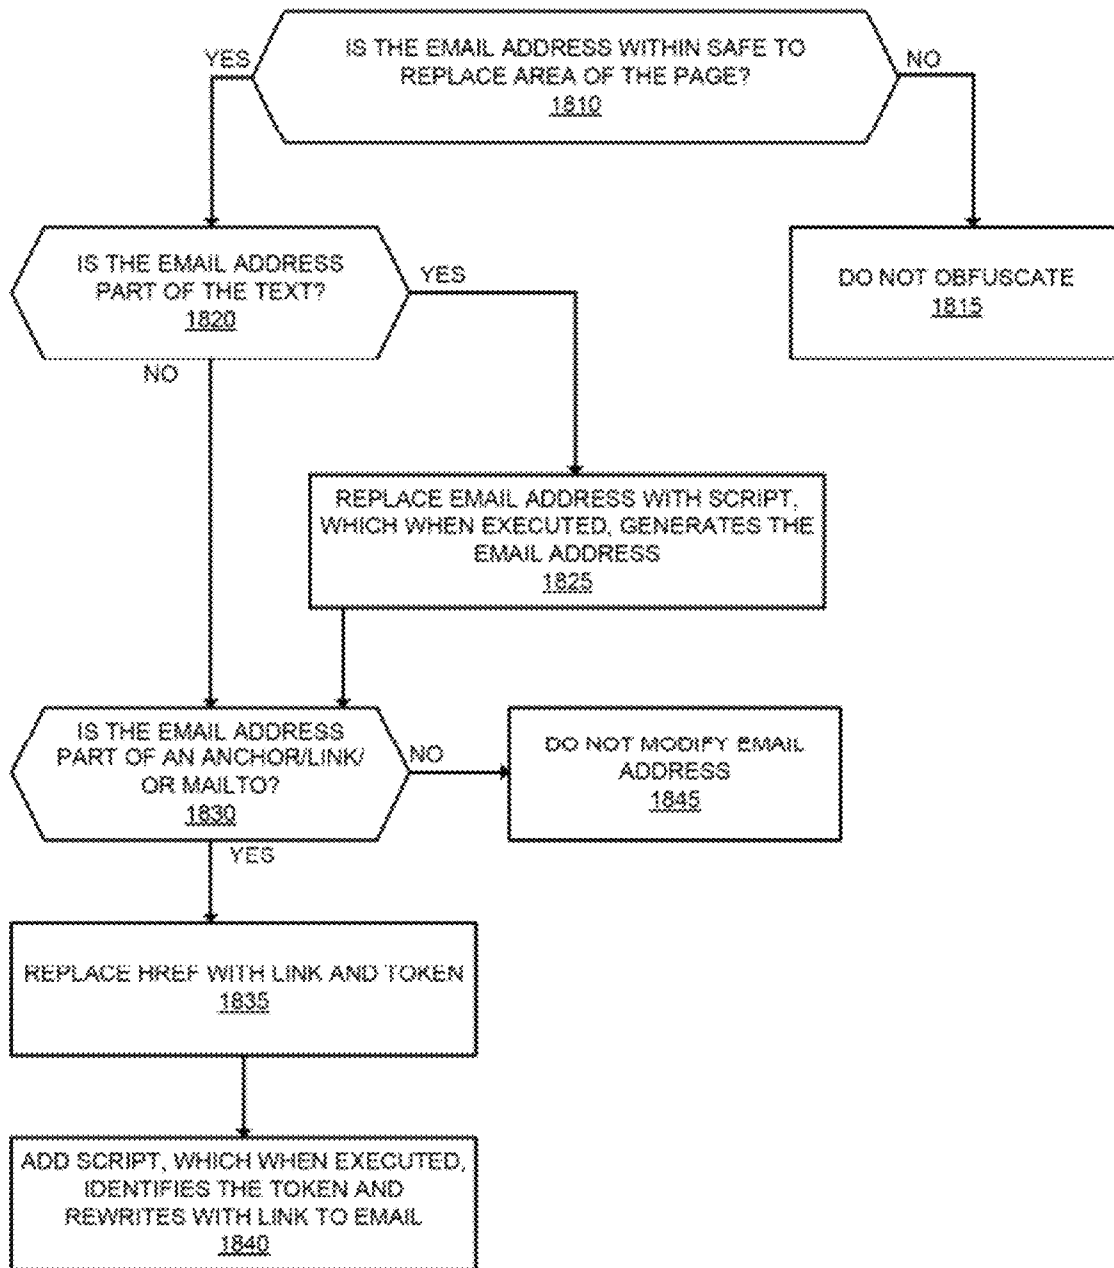 IS THE EMAIL ADDRESS WITHIN SAFE TO
REPLACE AREA OF THE PAGE?
1810
YES
NO
IS THE EMAIL ADDRESS
PART OF THE TEXT?
1820
YES
NO
DO NOT OBFUSCATE
1815
REPLACE EMAIL ADDRESS WITH SCRIPT,
WHICH WHEN EXECUTED, GENERATES THE
EMAIL ADDRESS
1825
IS THE EMAIL ADDRESS
PART OF AN ANCHOR/LINK/
OR MAILTO?
1830
NO
YES
DO NOT MODIFY EMAIL
ADDRESS
1845
REPLACE HREF WITH LINK AND TOKEN
1835
ADD SCRIPT, WHICH WHEN EXECUTED,
IDENTIFIES THE TOKEN AND
REWRITES WITH LINK TO EMAIL
1840